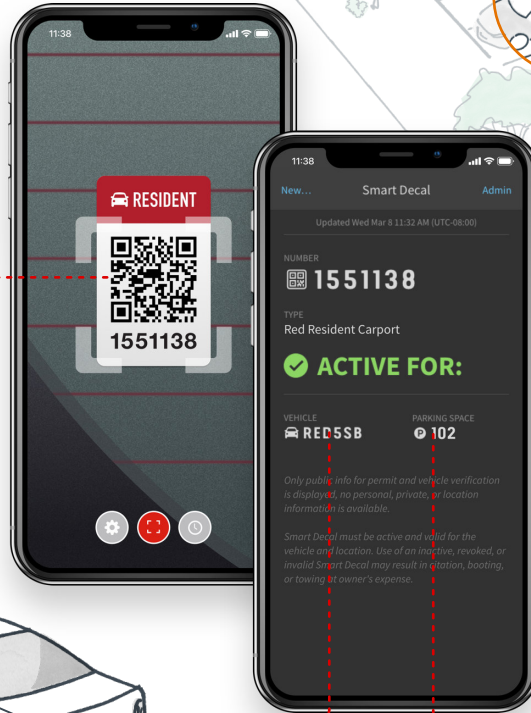 11:38
RESIDENT
1551138
11:38
New...
Smart Decal
Admin
Updated Wed Mar 8 11:32 AM (UTC-08:00)
NUMBER
1551138
TYPE
Red Resident Carport
ACTIVE FOR:
VEHICLE
PARKING SPACE
RED5SB
P 102
Only public info for permit and vehicle verification
is displayed, no personal, private, or location
information is available.
Smart Decal must be active and valid for the
vehicle and location. Use of an inactive, revoked, or
invalid Smart Decal may result in citation, booting,
or towing at owner's expense.